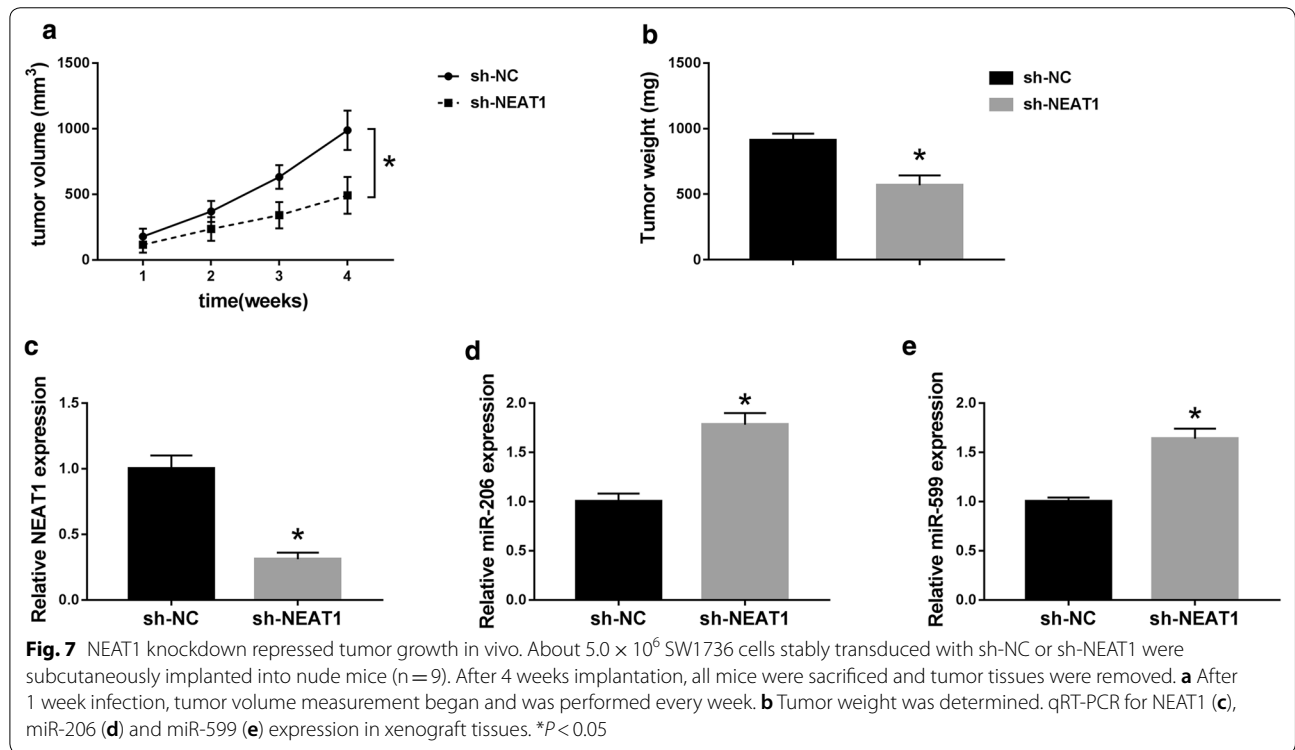 a
tumor volume (mm³)
1500
1000
500
0
1 2 3 4
time(weeks)
sh-NC
sh-NEAT1
*
b
Tumor weight (mg)
1500
1000
500
0
*
sh-NC
sh-NEAT1
c
Relative NEAT1 expression
1.5
1.0
0.5
0.0
*
sh-NC sh-NEAT1
d
Relative miR-206 expression
2.0
1.5
1.0
0.5
0.0
*
sh-NC sh-NEAT1
e
Relative miR-599 expression
2.0
1.5
1.0
0.5
0.0
*
sh-NC sh-NEAT1
Fig. 7 NEAT1 knockdown repressed tumor growth in vivo. About 5.0 × 10⁶ SW1736 cells stably transduced with sh-NC or sh-NEAT1 were
subcutaneously implanted into nude mice (n = 9). After 4 weeks implantation, all mice were sacrificed and tumor tissues were removed. a After
1 week infection, tumor volume measurement began and was performed every week. b Tumor weight was determined. qRT-PCR for NEAT1 (c),
miR-206 (d) and miR-599 (e) expression in xenograft tissues. *P < 0.05